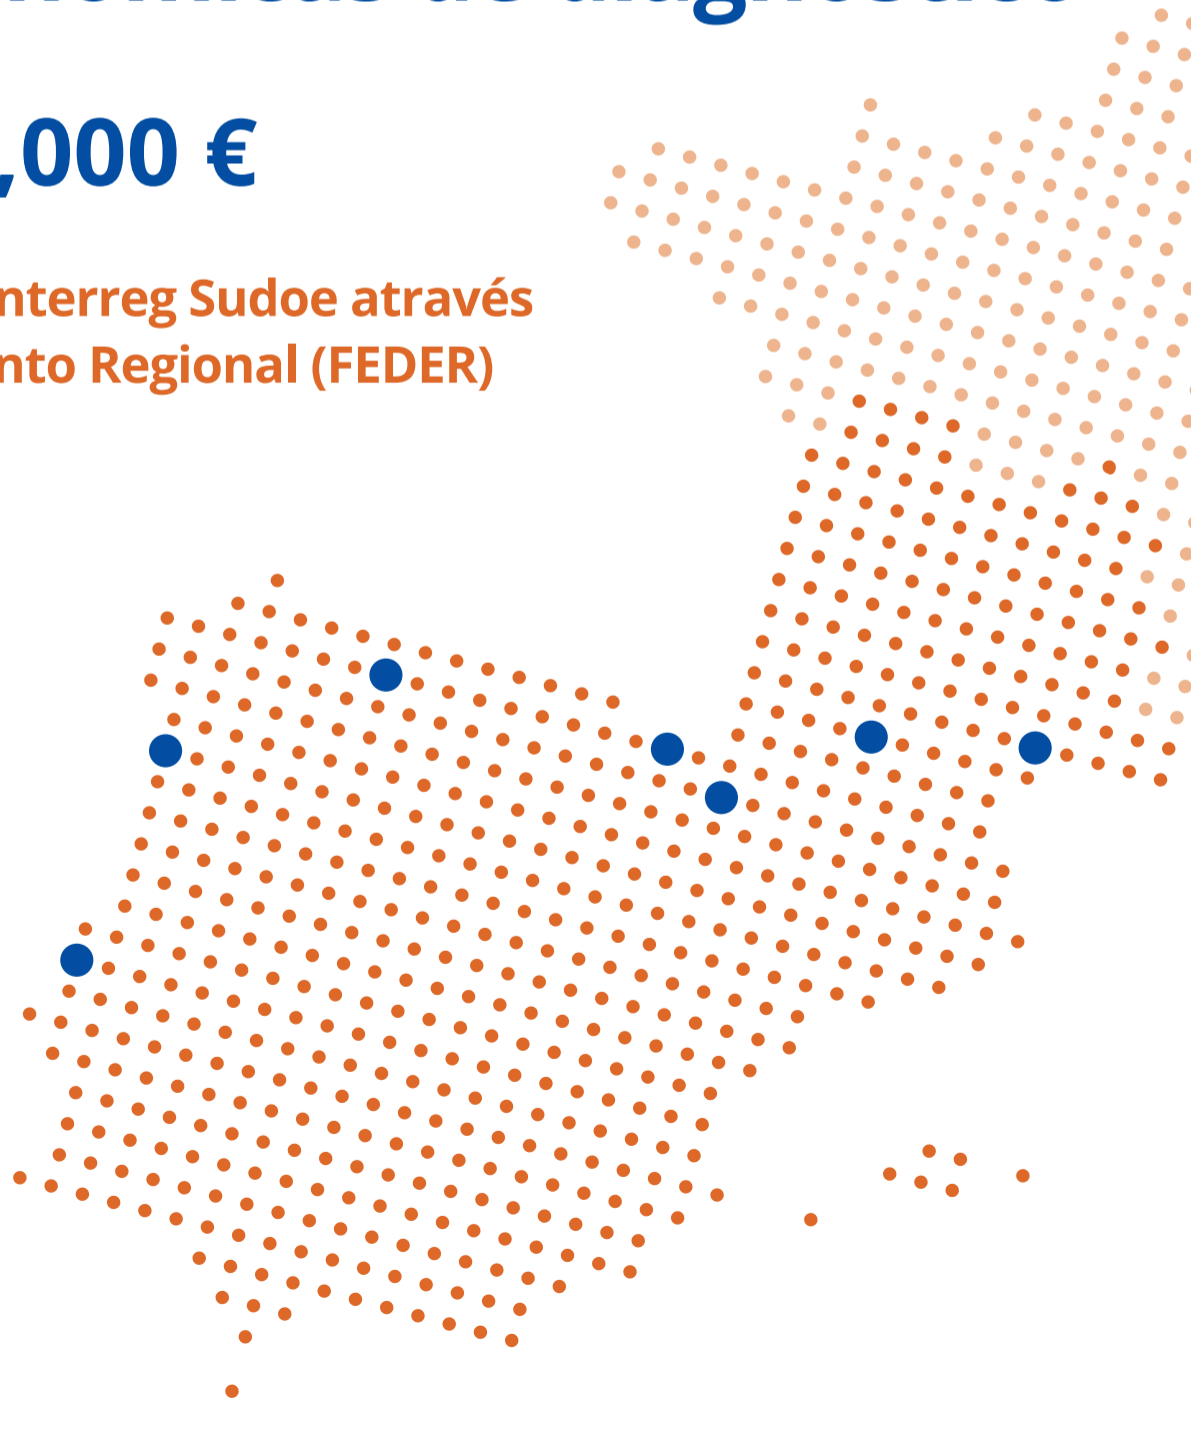 ,000 €
nterreg Sudoe através
nto Regional (FEDER)